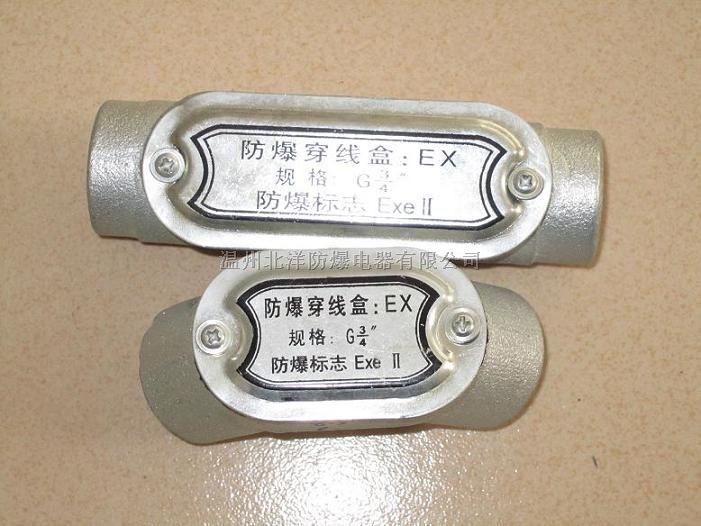 防爆穿线盒：EX
规格：G 3/4"
防爆标志 Exe II
温州北洋防爆电器有限公司
防爆穿线盒：EX
规格：G 3/4"
防爆标志 Exe II